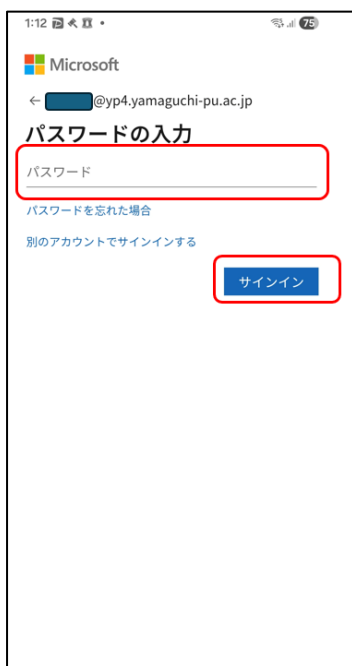 1:12 75
Microsoft
← @yp4.yamaguchi-pu.ac.jp
パスワードの入力
パスワード
パスワードを忘れた場合
別のアカウントでサインインする
サインイン